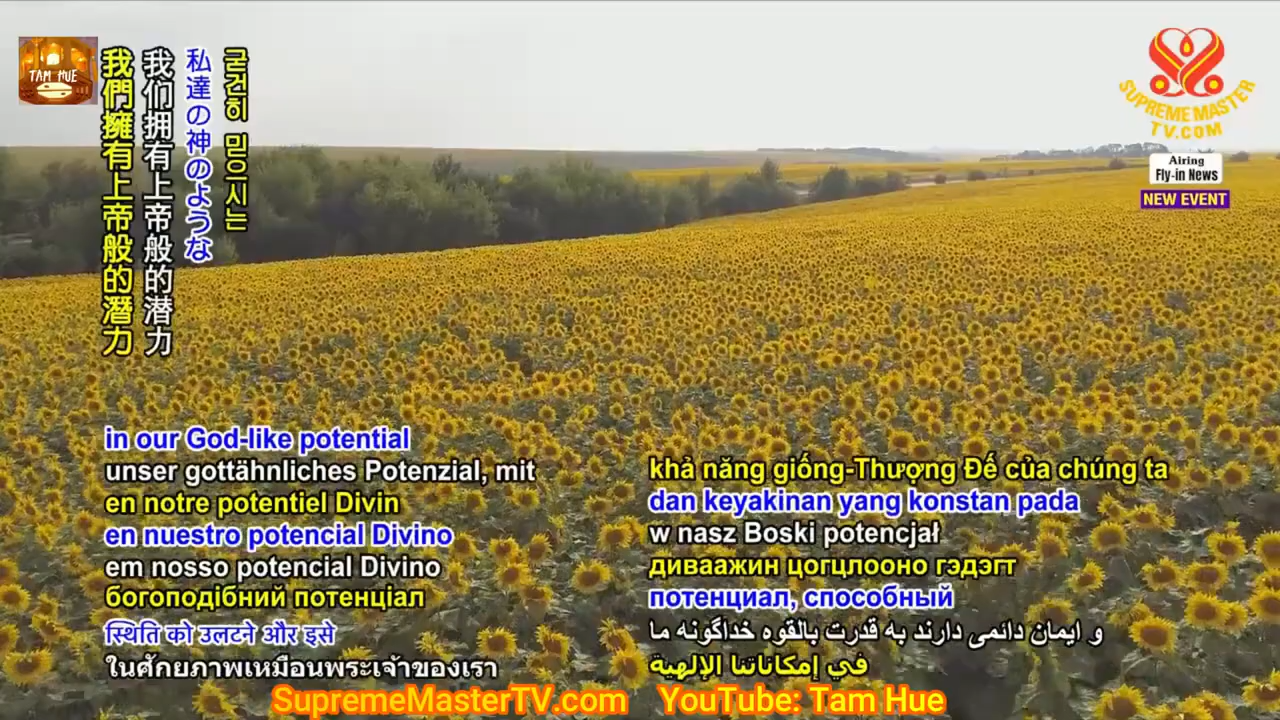 TAM HUE
我們擁有上帝般的潛力
我们拥有上帝般的潜力
私達の神のような
굳건히 믿으시는
SUPREME MASTER
TV.COM
Airing
Fly-in News
NEW EVENT
in our God-like potential
unser gottähnliches Potenzial, mit
en notre potentiel Divin
en nuestro potencial Divino
em nosso potencial Divino
богоподібний потенціал
स्थिति को उलटने और इसे
ในศักยภาพเหมือนพระเจ้าของเรา
khả năng giống-Thượng Đế của chúng ta
dan keyakinan yang konstan pada
w nasz Boski potencjał
диваажин цогцлооно гэдэгт
потенциал, способный
و ایمان دائمی دارند به قدرت بالقوه خداگونه ما
في إمكاناتنا الإلهية
SupremeMasterTV.com YouTube: Tam Hue